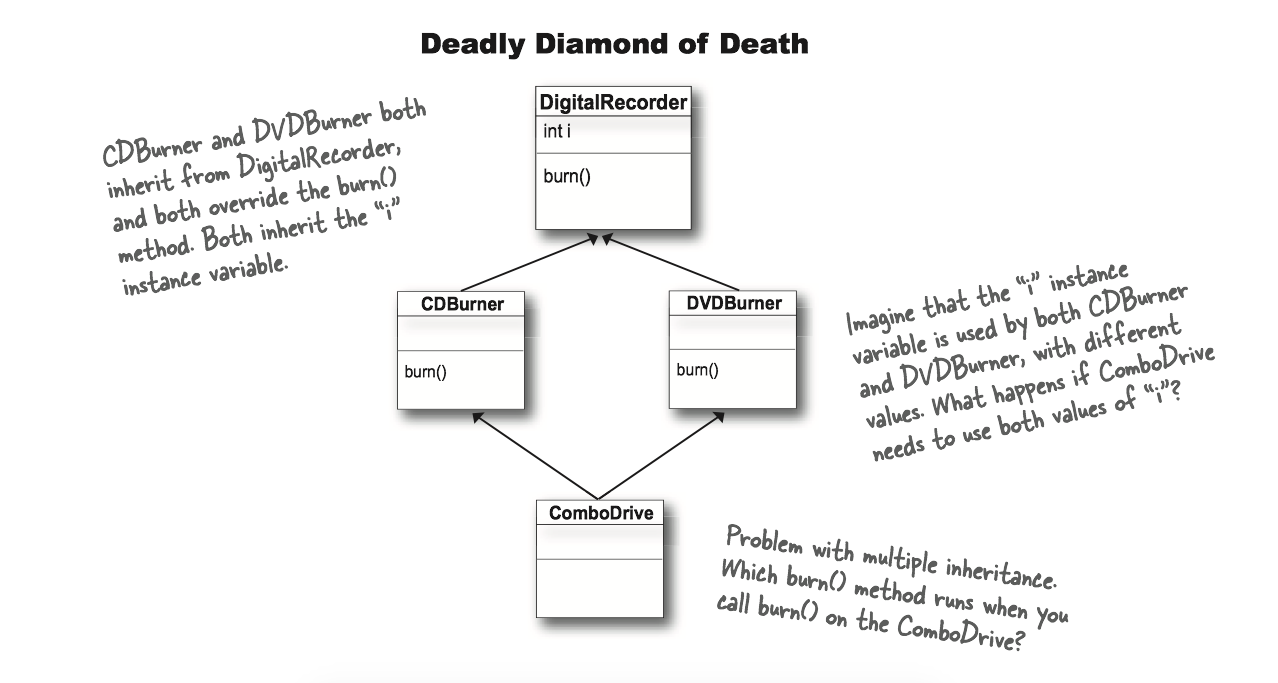 Deadly Diamond of Death
DigitalRecorder
int i
burn()
CDBurner and DVDBurner both
inherit from DigitalRecorder,
and both override the burn()
method. Both inherit the “i”
instance variable.
CDBurner
burn()
DVDBurner
burn()
Imagine that the “i” instance
variable is used by both CDBurner
and DVDBurner, with different
values. What happens if ComboDrive
needs to use both values of “i”?
ComboDrive
Problem with multiple inheritance.
Which burn() method runs when you
call burn() on the ComboDrive?